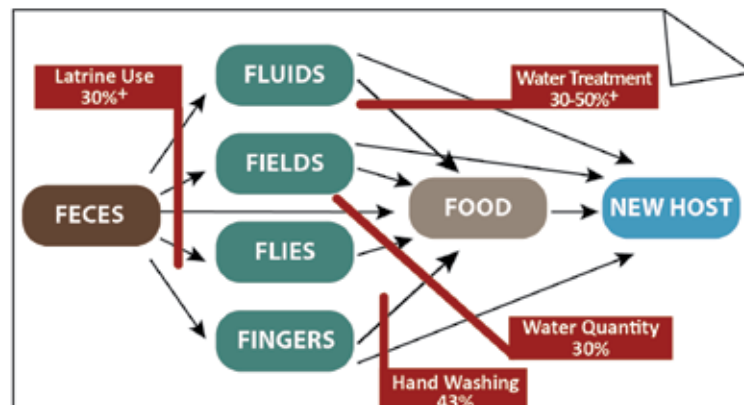 Latrine Use
30%+
FLUIDS
Water Treatment
30-50%+
FIELDS
FECES
FOOD
NEW HOST
FLIES
FINGERS
Water Quantity
30%
Hand Washing
43%